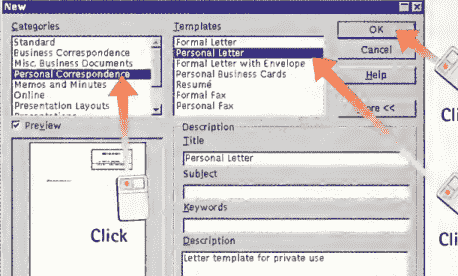 New
Categories
Standard
Business Correspondence
Misc. Business Documents
Personal Correspondence
Memos and Minutes
Online
Presentation Layouts
Templates
Formal Letter
Personal Letter
Formal Letter with Envelope
Personal Business Cards
Resumé
Formal Fax
Personal Fax
OK
Cancel
Help
More <<
Preview
Description
Title
Personal Letter
Subject
Keywords
Description
Letter template for private use
Click